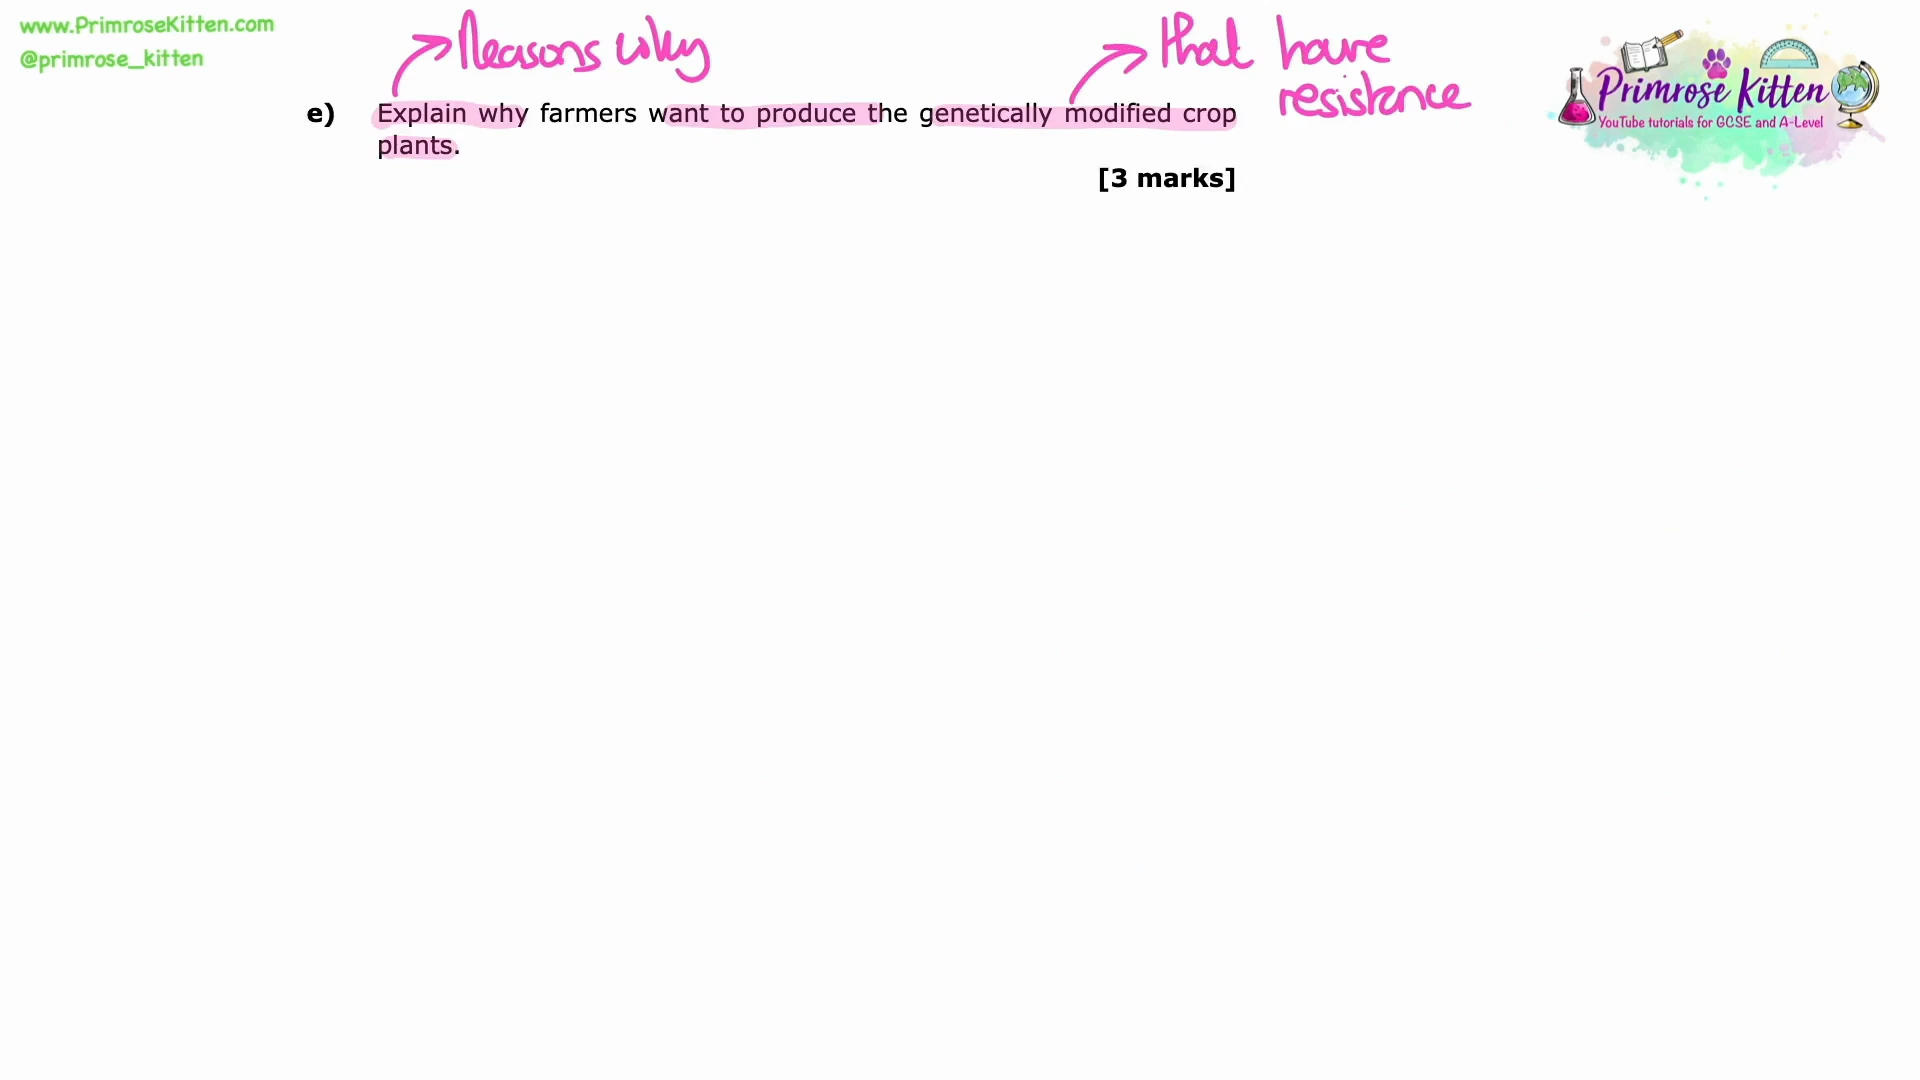 www.PrimroseKitten.com
@primrose_kitten
Reasons why
that have
resistance
e) Explain why farmers want to produce the genetically modified crop
plants.
[3 marks]
Primrose Kitten
YouTube tutorials for GCSE and A-Level